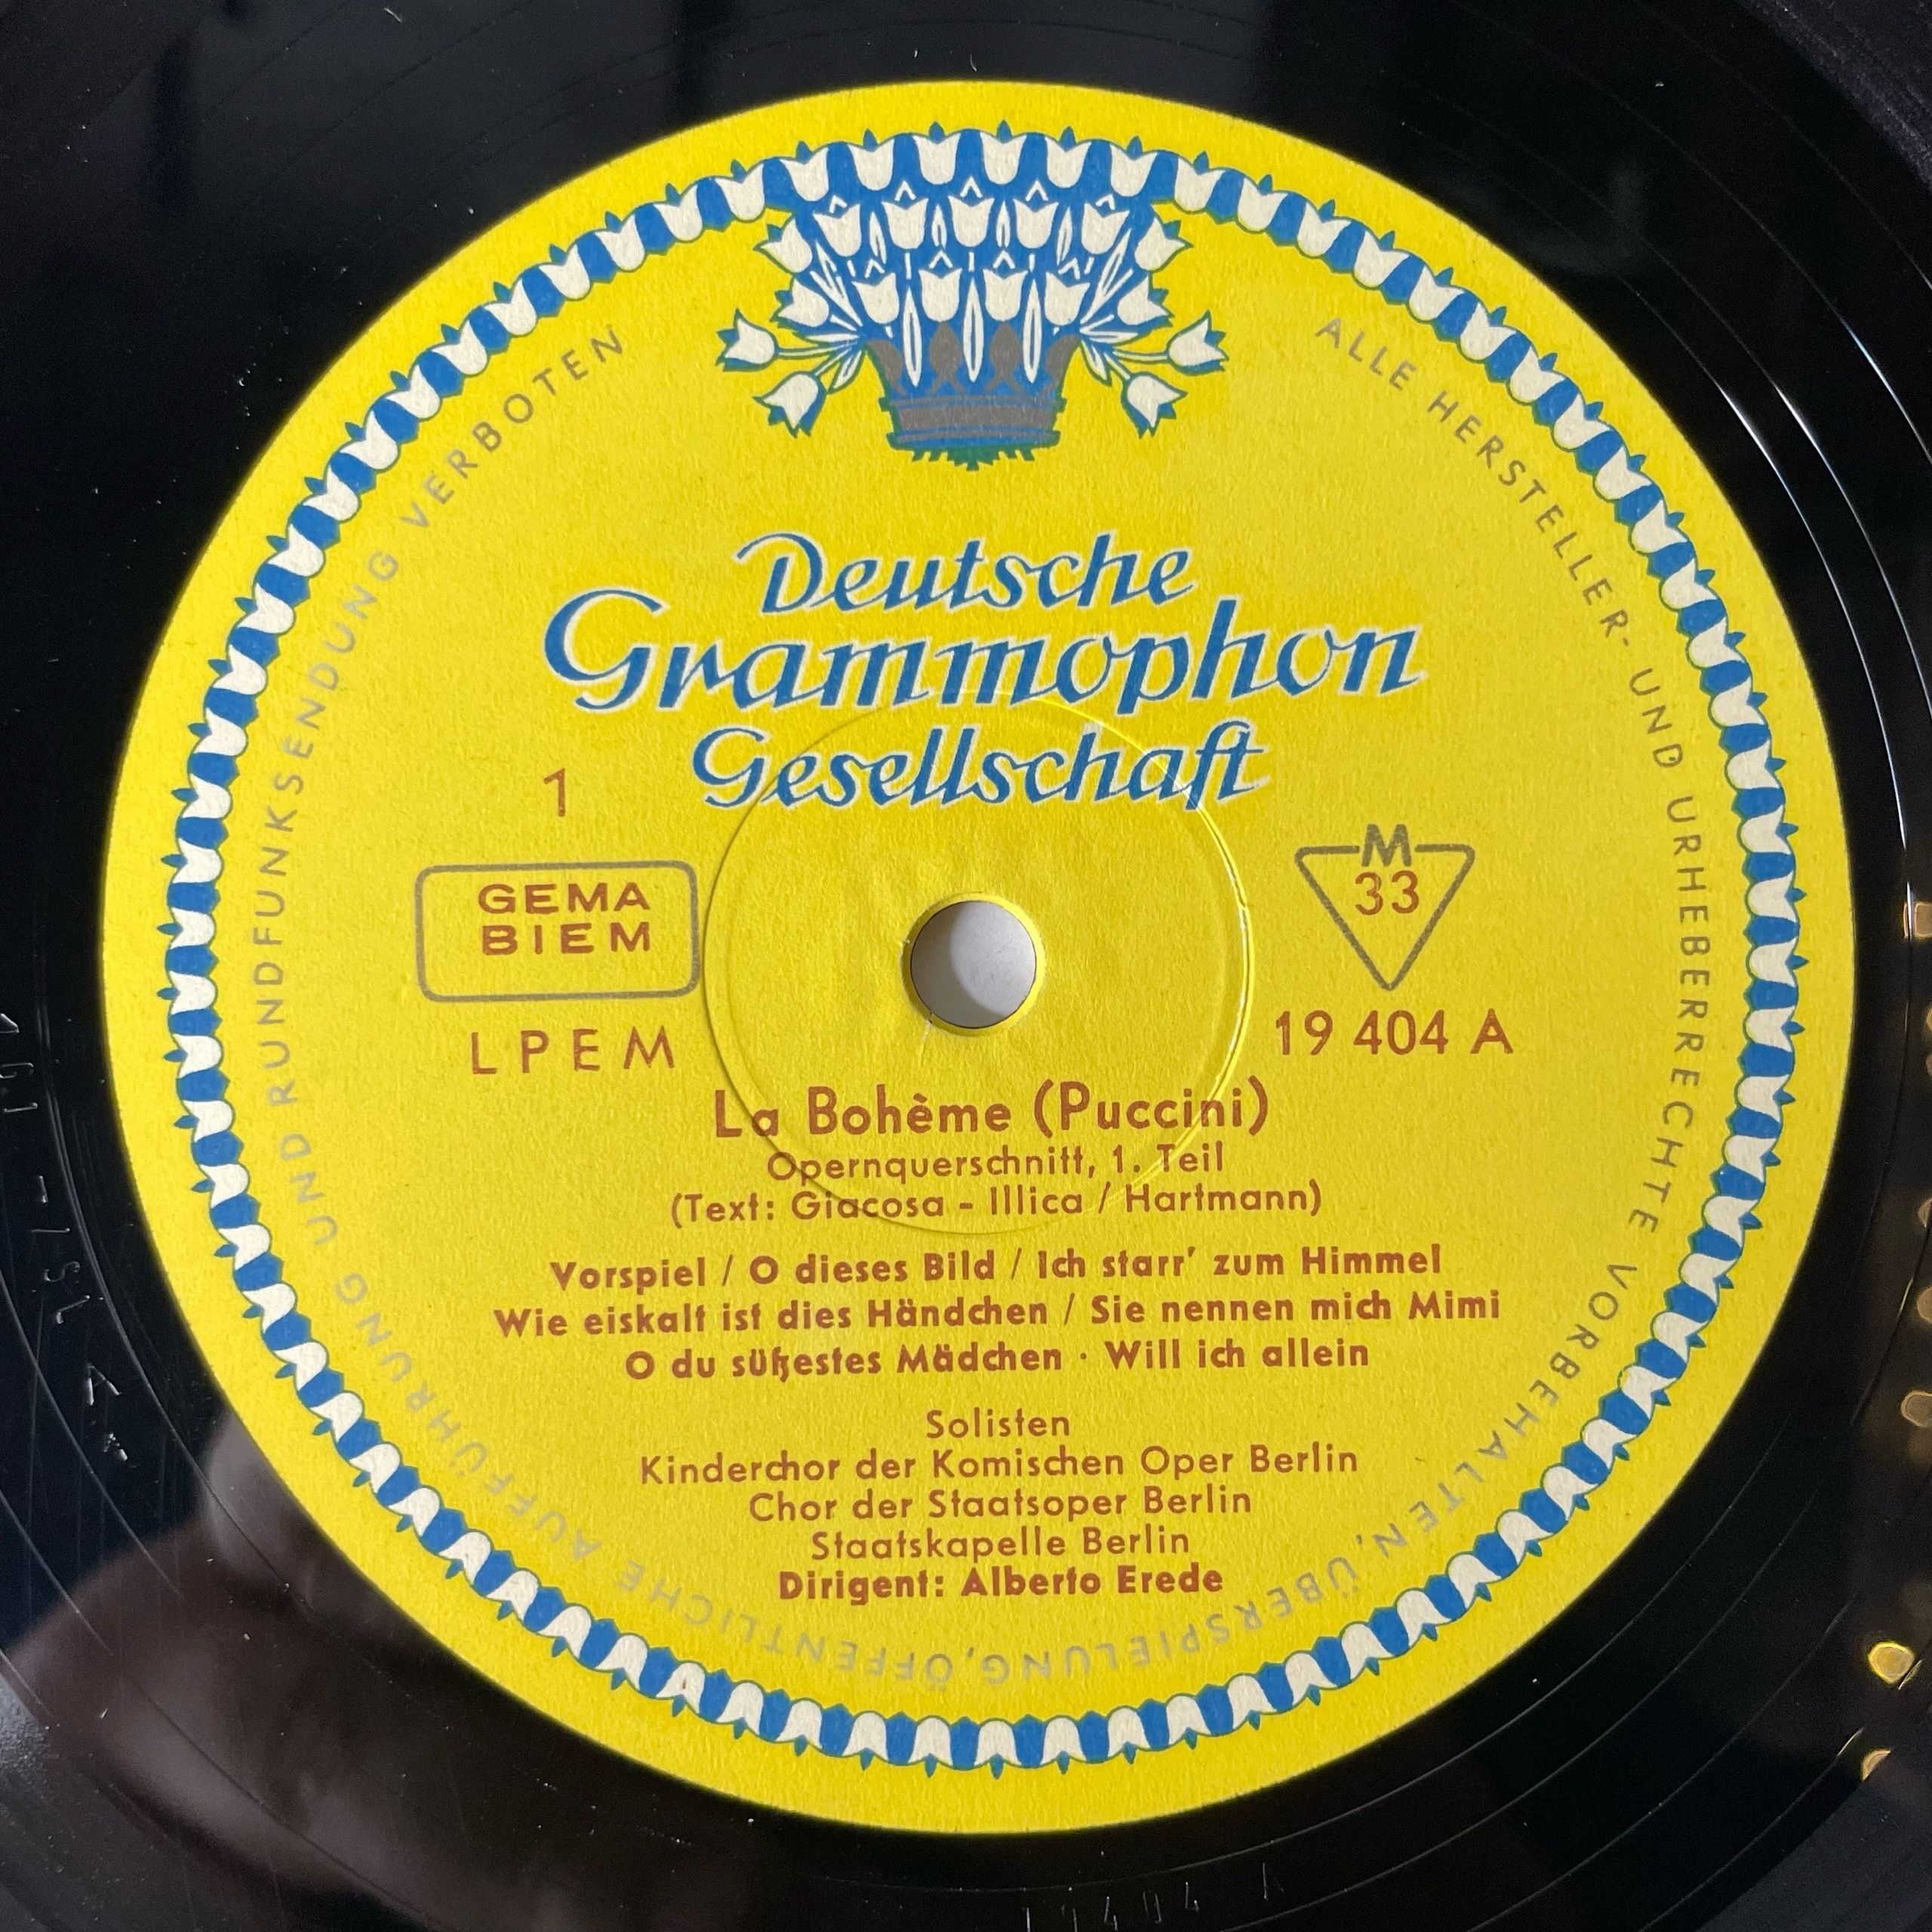 Deutsche
Grammophon
Gesellschaft
1
GEMA
BIEM
M
33
LPEM
19 404 A
La Bohème (Puccini)
Opernquerschnitt, 1. Teil
(Text: Giacosa - Illica / Hartmann)
Vorspiel / O dieses Bild / Ich starr' zum Himmel
Wie eiskalt ist dies Händchen / Sie nennen mich Mimi
O du süßestes Mädchen · Will ich allein
Solisten
Kinderchor der Komischen Oper Berlin
Chor der Staatsoper Berlin
Staatskapelle Berlin
Dirigent: Alberto Erede
ALLE HERSTELLER- UND URHEBERRECHTE VORBEHALTEN, ÜBERSPIELUNG, ÖFFENTLICHE AUFFÜHRUNG UND RUNDFUNKSENDUNG VERBOTEN
19404 A